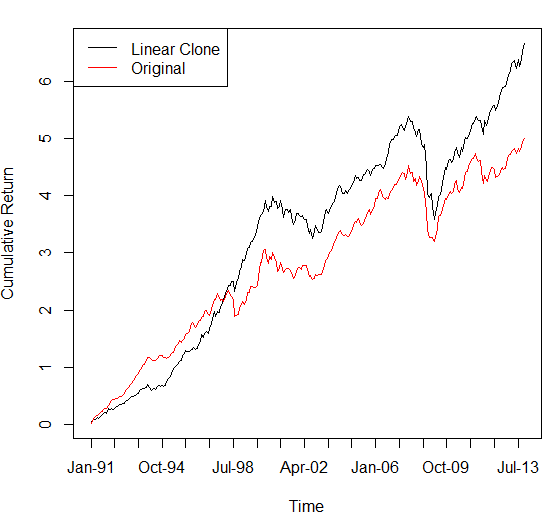 Linear Clone
Original
Cumulative Return
6
5
4
3
2
1
0
Jan-91 Oct-94 Jul-98 Apr-02 Jan-06 Oct-09 Jul-13
Time